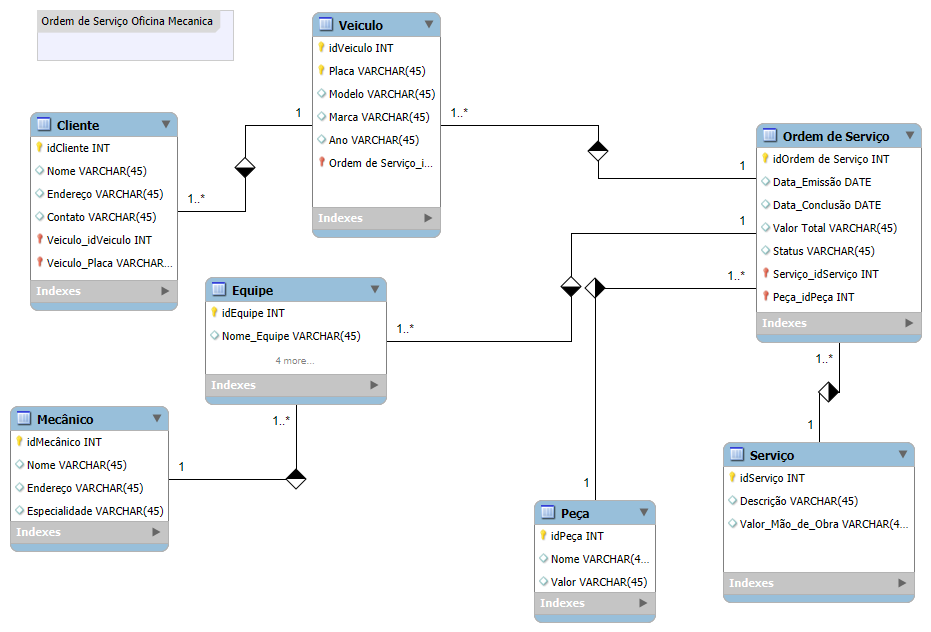 Ordem de Serviço Oficina Mecanica
Veiculo
idVeiculo INT
Placa VARCHAR(45)
Modelo VARCHAR(45)
Marca VARCHAR(45)
Ano VARCHAR(45)
Ordem de Serviço_i...
Indexes
1
1..*
Cliente
idCliente INT
Nome VARCHAR(45)
Endereço VARCHAR(45)
Contato VARCHAR(45)
Veiculo_idVeiculo INT
Veiculo_Placa VARCHAR...
Indexes
1..*
1
Ordem de Serviço
idOrdem de Serviço INT
Data_Emissão DATE
Data_Conclusão DATE
Valor Total VARCHAR(45)
Status VARCHAR(45)
Serviço_idServiço INT
Peça_idPeça INT
Indexes
1
1..*
1..*
Equipe
idEquipe INT
Nome_Equipe VARCHAR(45)
4 more...
Indexes
1..*
1..*
Mecânico
idMecânico INT
Nome VARCHAR(45)
Endereço VARCHAR(45)
Especialidade VARCHAR(45)
Indexes
1
1
Peça
idPeça INT
Nome VARCHAR(4...
Valor VARCHAR(45)
Indexes
1
Serviço
idServiço INT
Descrição VARCHAR(45)
Valor_Mão_de_Obra VARCHAR(4...
Indexes